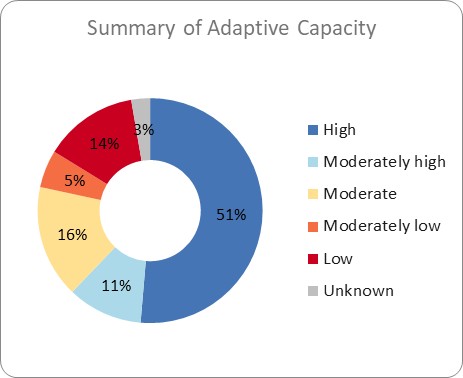 Summary of Adaptive Capacity
3%
14%
5%
51%
16%
11%
High
Moderately high
Moderate
Moderately low
Low
Unknown